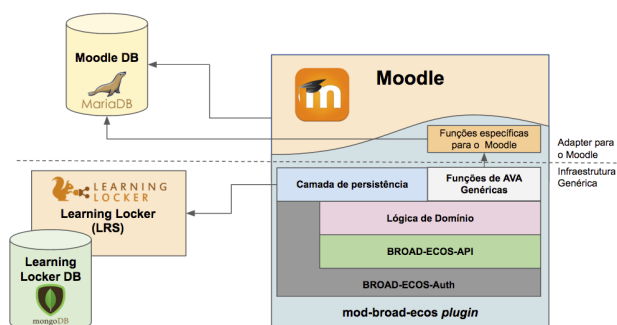 Moodle DB
MariaDB
Moodle
Funções específicas
para o Moodle
Adapter para
o Moodle
Infraestrutura
Genérica
LEARNING
LOCKER
Learning Locker
(LRS)
Camada de persistência
Funções de AVA
Genéricas
Lógica de Domínio
BROAD-ECOS-API
BROAD-ECOS-Auth
Learning
Locker DB
mongoDB
mod-broad-ecos plugin